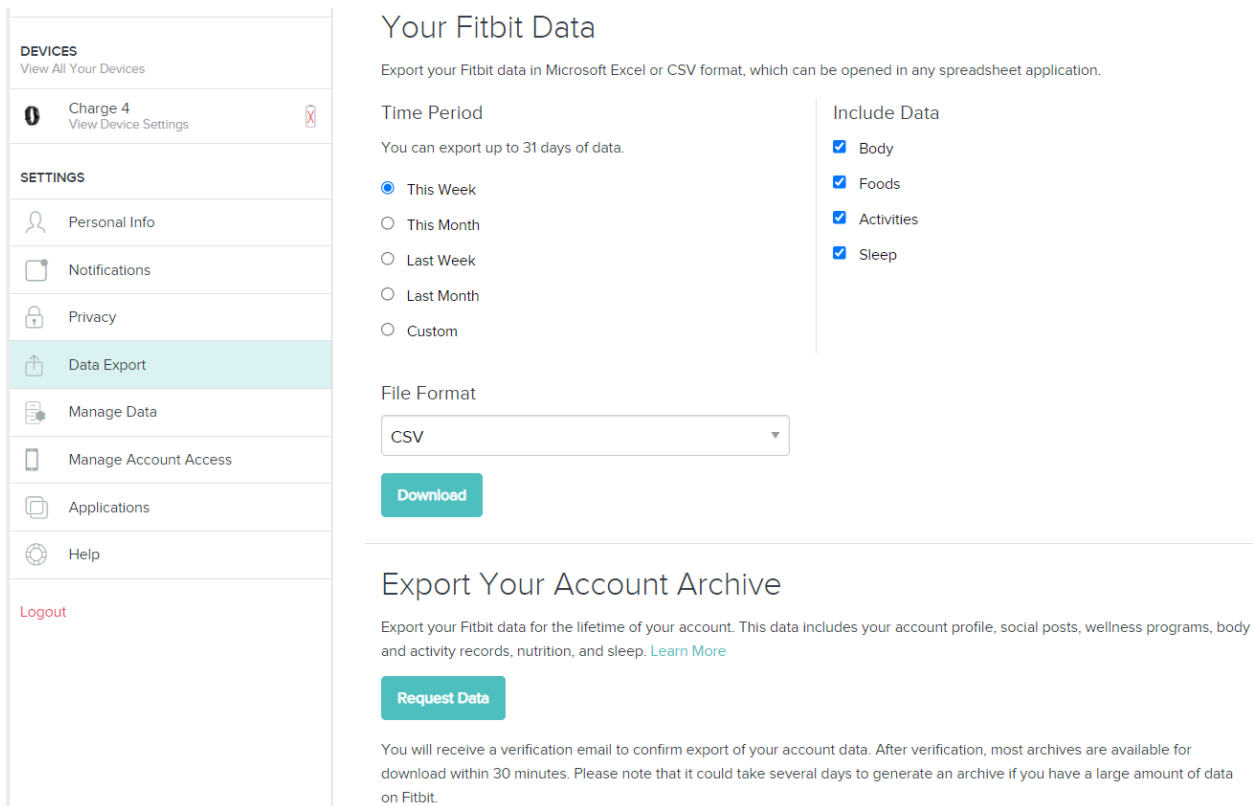 DEVICES
View All Your Devices
Charge 4
View Device Settings
SETTINGS
Personal Info
Notifications
Privacy
Data Export
Manage Data
Manage Account Access
Applications
Help
Logout
Your Fitbit Data
Export your Fitbit data in Microsoft Excel or CSV format, which can be opened in any spreadsheet application.
Time Period
You can export up to 31 days of data.
This Week
This Month
Last Week
Last Month
Custom
Include Data
Body
Foods
Activities
Sleep
File Format
CSV
Download
Export Your Account Archive
Export your Fitbit data for the lifetime of your account. This data includes your account profile, social posts, wellness programs, body
and activity records, nutrition, and sleep. Learn More
Request Data
You will receive a verification email to confirm export of your account data. After verification, most archives are available for
download within 30 minutes. Please note that it could take several days to generate an archive if you have a large amount of data
on Fitbit.